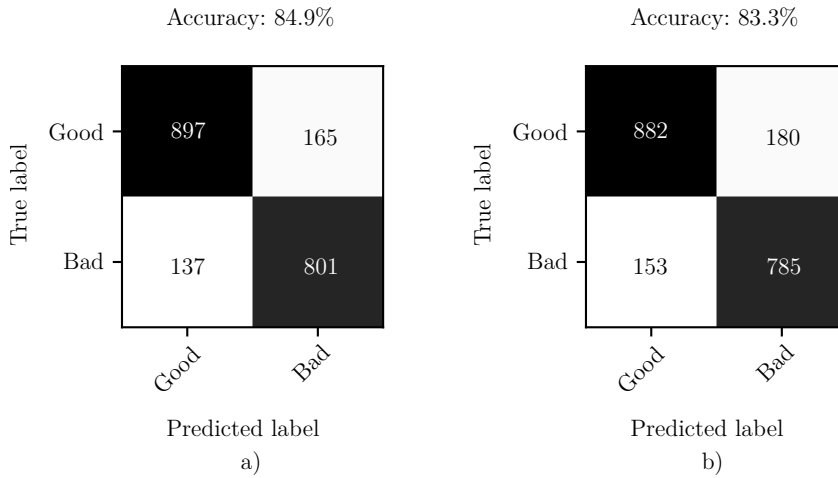 Accuracy: 84.9%
True label
Good
897
165
Bad
137
801
Good
Bad
Predicted label
a)
Accuracy: 83.3%
True label
Good
882
180
Bad
153
785
Good
Bad
Predicted label
b)